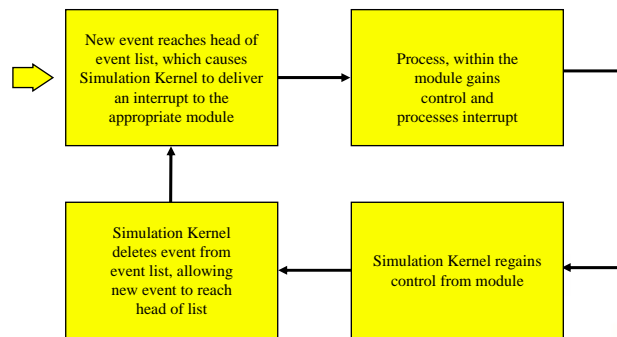 New event reaches head of
event list, which causes
Simulation Kernel to deliver
an interrupt to the
appropriate module
Process, within the
module gains
control and
processes interrupt
Simulation Kernel
deletes event from
event list, allowing
new event to reach
head of list
Simulation Kernel regains
control from module